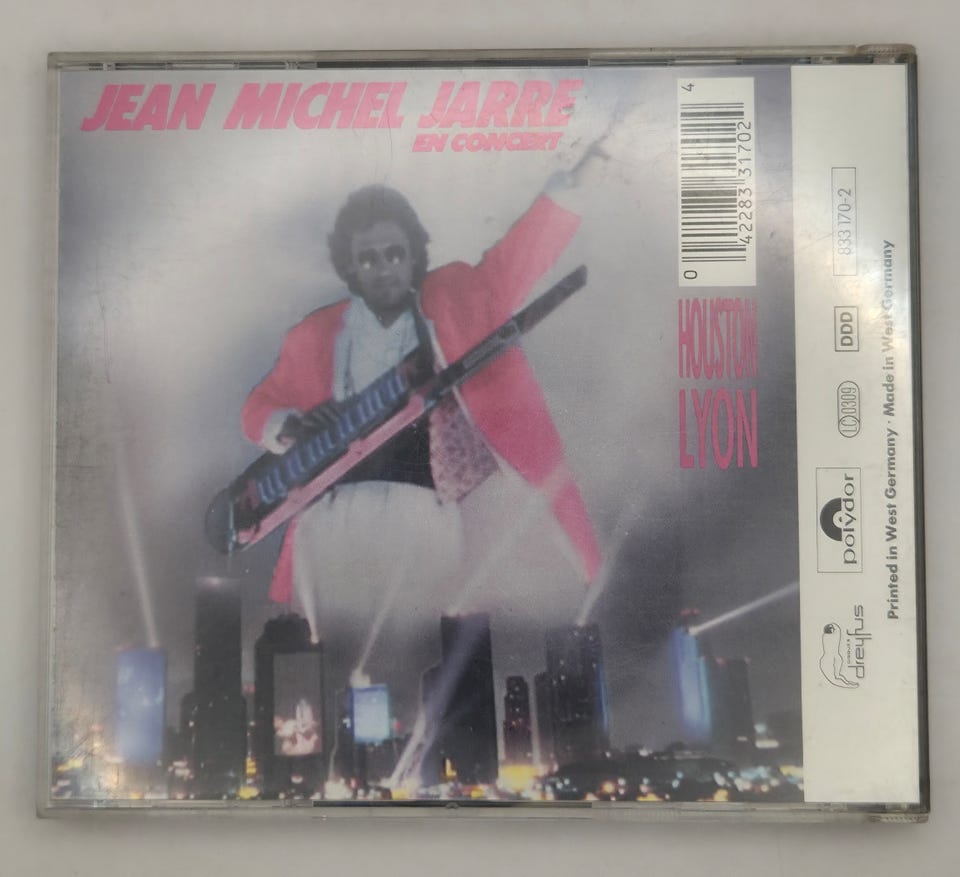 JEAN MICHEL JARRE
EN CONCERT
0 42283 31702 4
HOUSTON
LYON
833 170-2
DDD
LC 0309
polydor
disques
dreyfus
Printed in West Germany · Made in West Germany